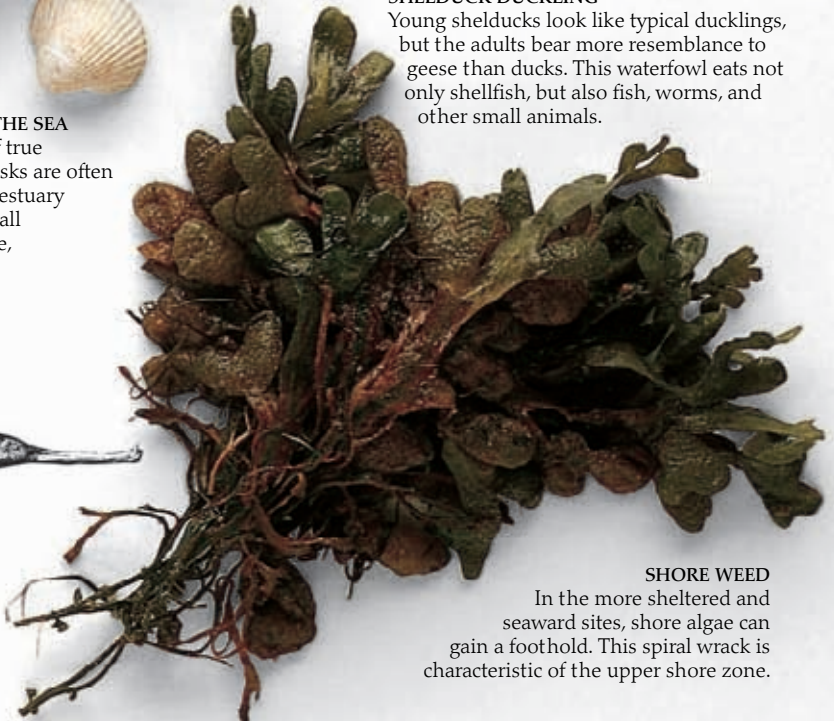 SHELDUCK DUCKLING
Young shelducks look like typical ducklings,
but the adults bear more resemblance to
geese than ducks. This waterfowl eats not
only shellfish, but also fish, worms, and
other small animals.
THE SEA
true
are often
estuary
SHORE WEED
In the more sheltered and
seaward sites, shore algae can
gain a foothold. This spiral wrack is
characteristic of the upper shore zone.